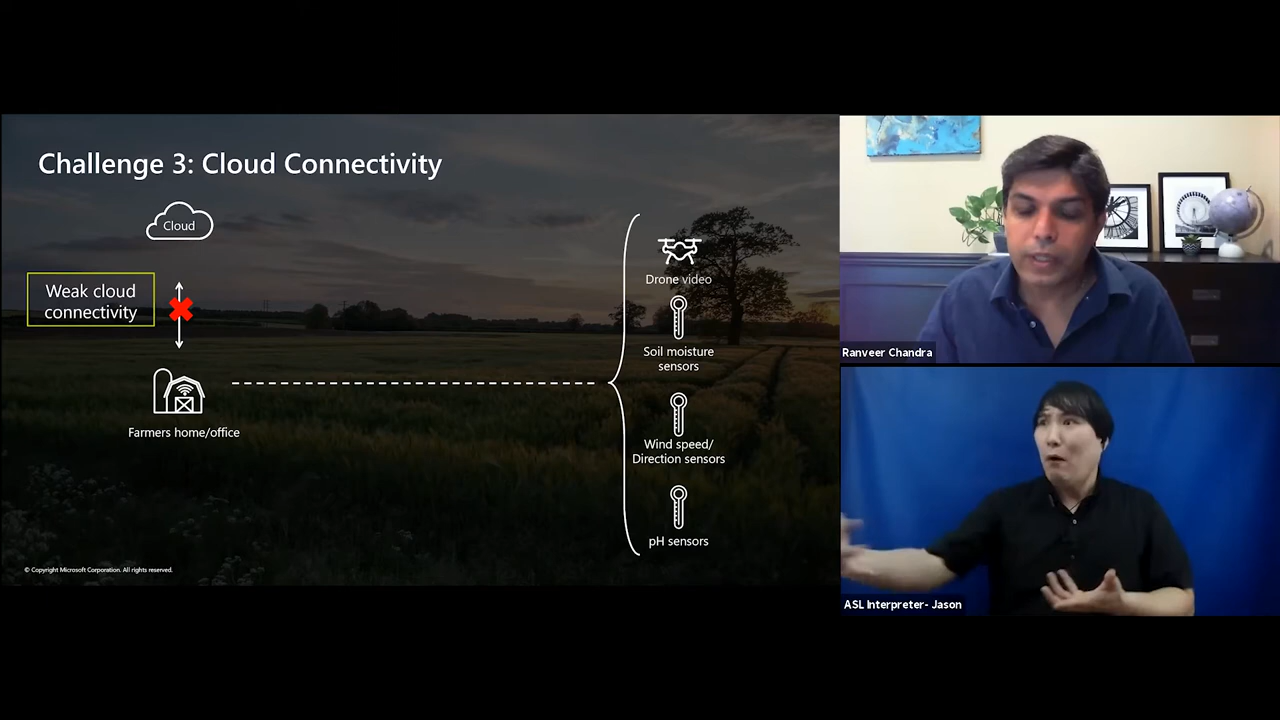 Challenge 3: Cloud Connectivity
Cloud
Weak cloud
connectivity
Farmers home/office
Drone video
Soil moisture
sensors
Wind speed/
Direction sensors
pH sensors
© Copyright Microsoft Corporation. All rights reserved.
Ranveer Chandra
ASL Interpreter- Jason